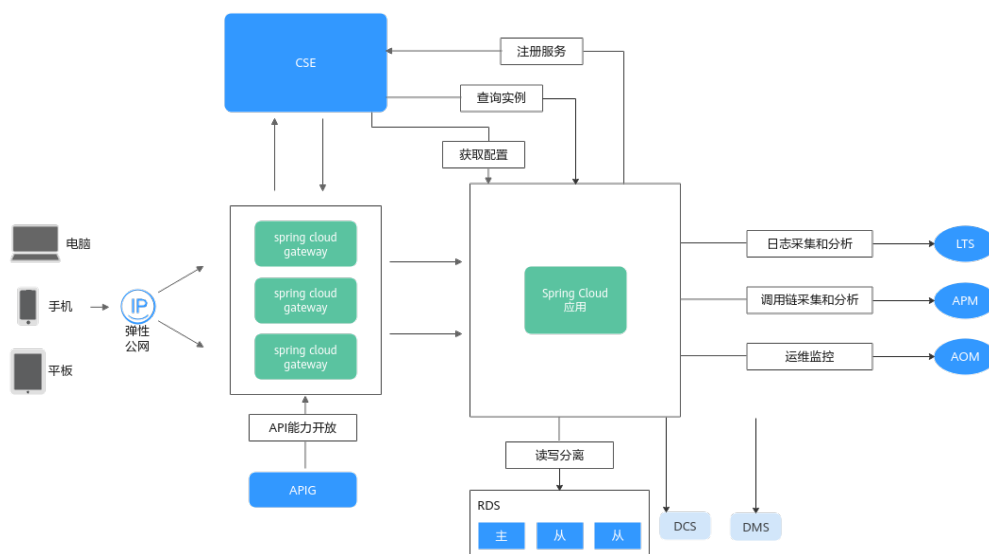 CSE
注册服务
查询实例
获取配置
电脑
手机
平板
IP
弹性
公网
spring cloud
gateway
spring cloud
gateway
spring cloud
gateway
Spring Cloud
应用
日志采集和分析
LTS
调用链采集和分析
APM
运维监控
AOM
API能力开放
APIG
读写分离
RDS
主
从
从
DCS
DMS